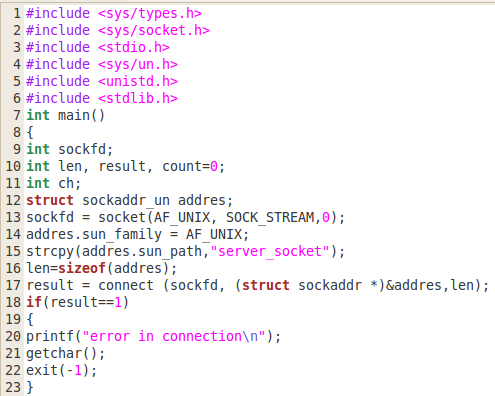 1 #include <sys/types.h>
2 #include <sys/socket.h>
3 #include <stdio.h>
4 #include <sys/un.h>
5 #include <unistd.h>
6 #include <stdlib.h>
7 int main()
8 {
9 int sockfd;
10 int len, result, count=0;
11 int ch;
12 struct sockaddr_un addres;
13 sockfd = socket(AF_UNIX, SOCK_STREAM,0);
14 addres.sun_family = AF_UNIX;
15 strcpy(addres.sun_path,"server_socket");
16 len=sizeof(addres);
17 result = connect (sockfd, (struct sockaddr *)&addres,len);
18 if(result==1)
19 {
20 printf("error in connection\n");
21 getchar();
22 exit(-1);
23 }